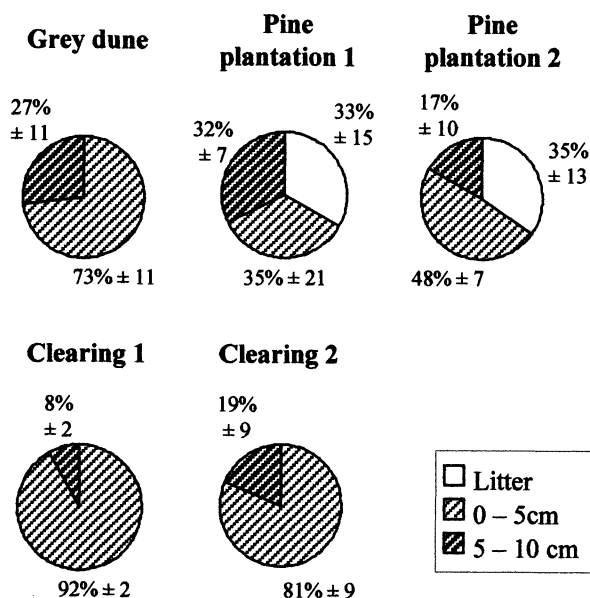 Grey dune
Pine
plantation 1
Pine
plantation 2
27%
± 11
73% ± 11
32%
± 7
33%
± 15
35% ± 21
17%
± 10
35%
± 13
48% ± 7
Clearing 1
Clearing 2
8%
± 2
92% ± 2
19%
± 9
81% ± 9
Litter
0 – 5cm
5 – 10 cm